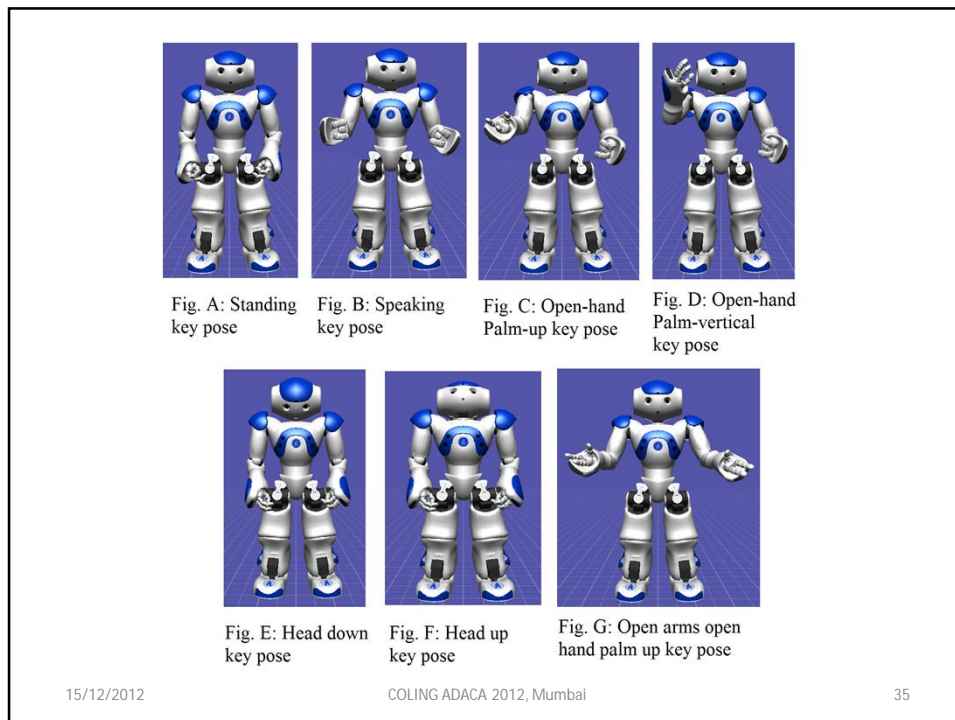 Fig. A: Standing
key pose
Fig. B: Speaking
key pose
Fig. C: Open-hand
Palm-up key pose
Fig. D: Open-hand
Palm-vertical
key pose
Fig. E: Head down
key pose
Fig. F: Head up
key pose
Fig. G: Open arms open
hand palm up key pose
15/12/2012
COLING ADACA 2012, Mumbai
35